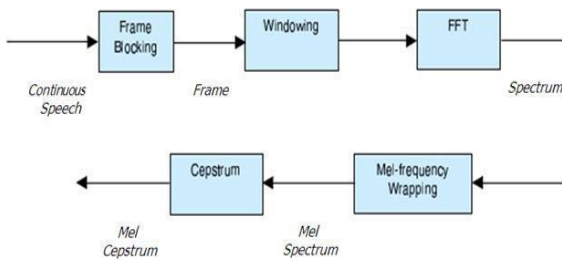 Frame
Blocking
Windowing
FFT
Continuous
Speech
Frame
Spectrum
Cepstrum
Mel-frequency
Wrapping
Mel
Cepstrum
Mel
Spectrum